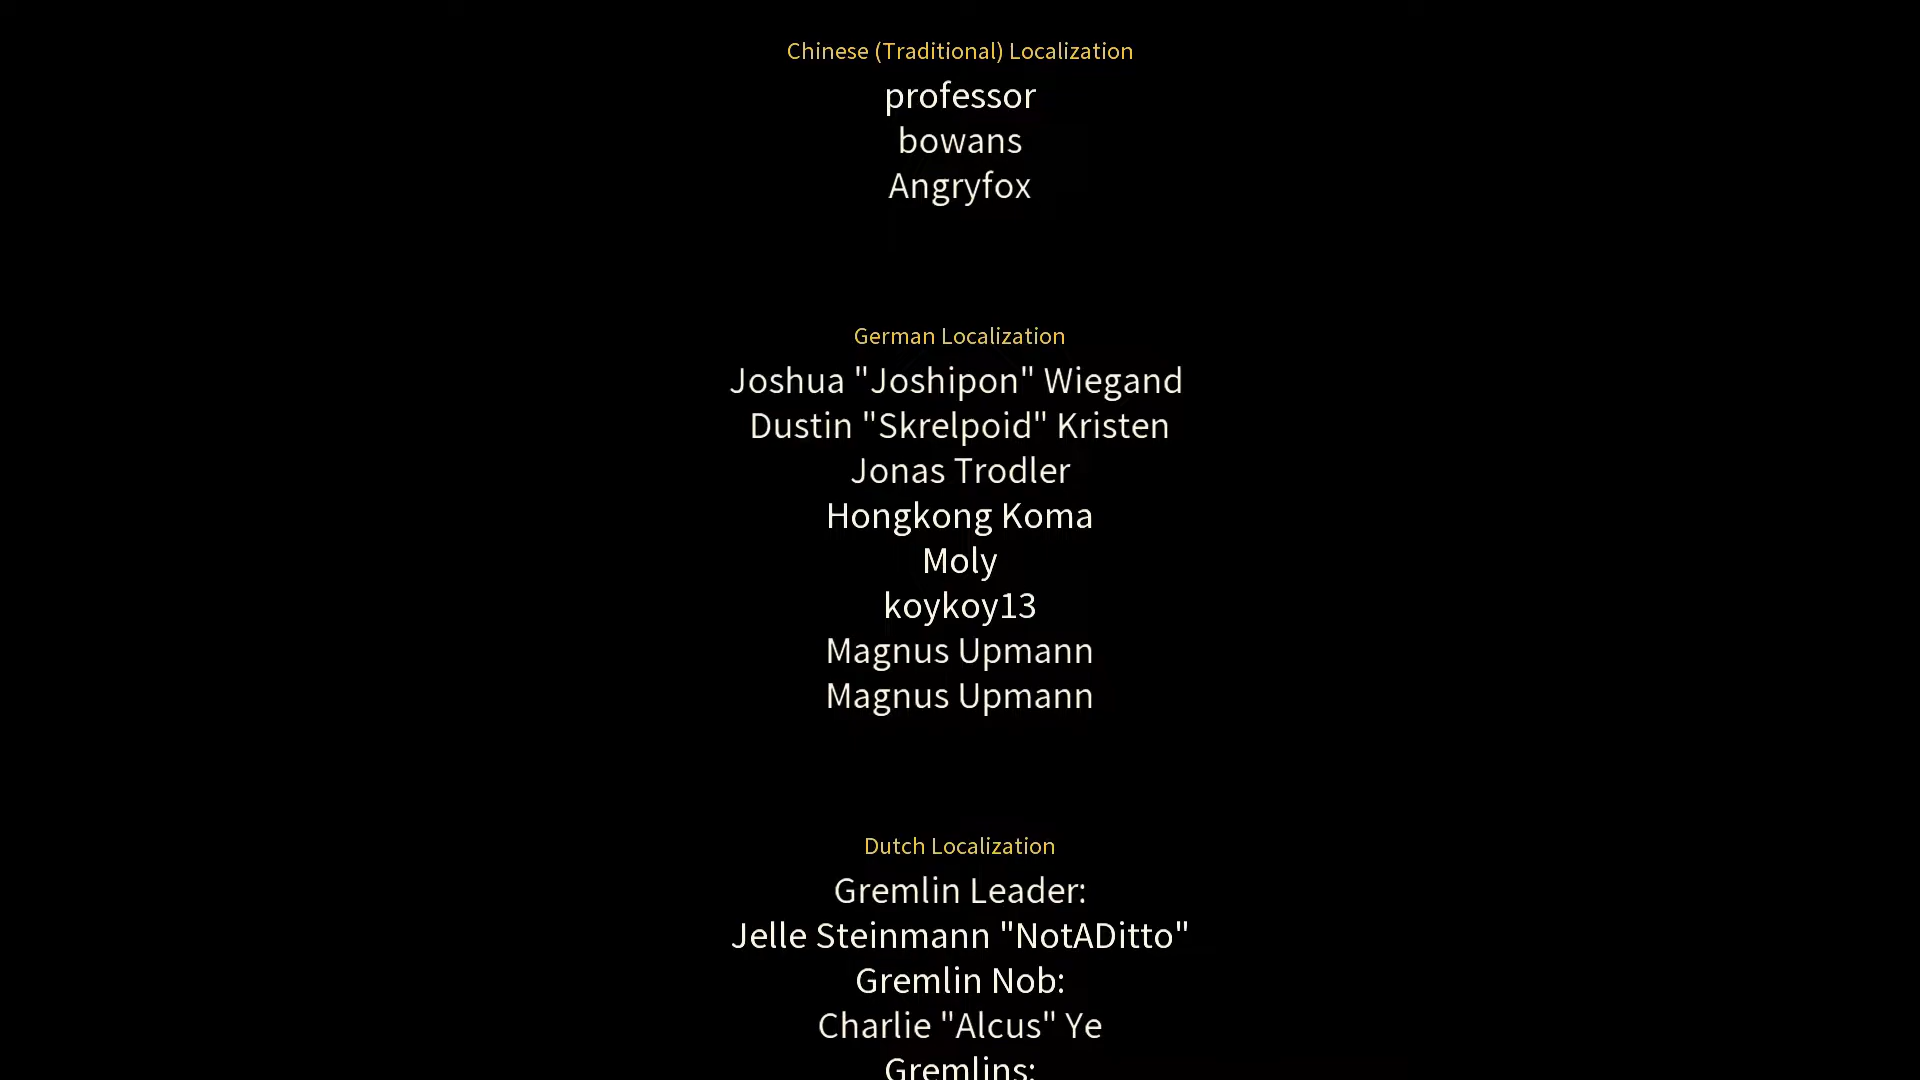 Chinese (Traditional) Localization
professor
bowans
Angryfox
German Localization
Joshua "Joshipon" Wiegand
Dustin "Skrelpoid" Kristen
Jonas Trodler
Hongkong Koma
Moly
koykoy13
Magnus Upmann
Magnus Upmann
Dutch Localization
Gremlin Leader:
Jelle Steinmann "NotADitto"
Gremlin Nob:
Charlie "Alcus" Ye
Gremlins: